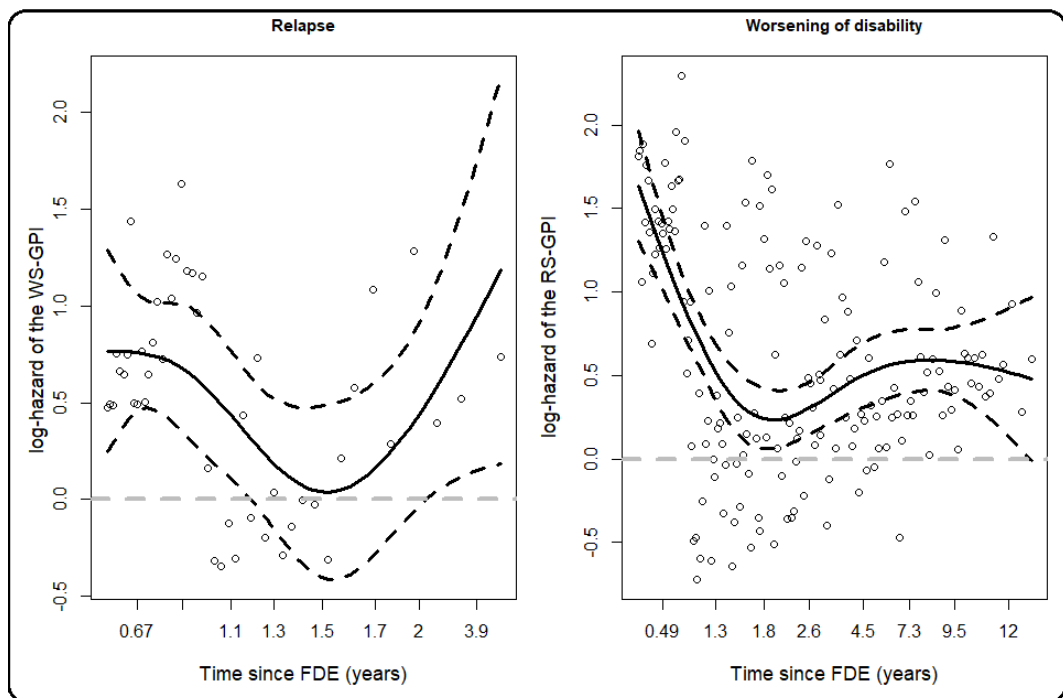 Relapse
log-hazard of the WS-GPI
2.0
1.5
1.0
0.5
0.0
-0.5
0.67 1.1 1.3 1.5 1.7 2 3.9
Time since FDE (years)
Worsening of disability
log-hazard of the RS-GPI
2.0
1.5
1.0
0.5
0.0
-0.5
0.49 1.3 1.8 2.6 4.5 7.3 9.5 12
Time since FDE (years)